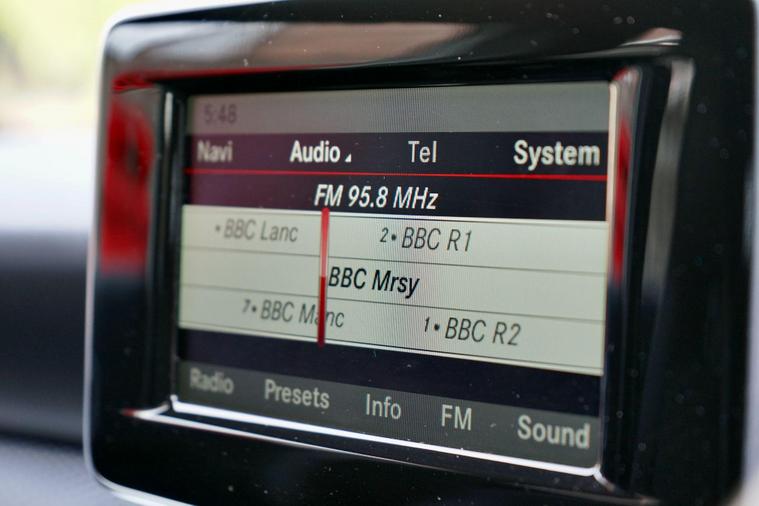 5:48
Navi Audio Tel System
FM 95.8 MHz
•BBC Lanc 2•BBC R1
BBC Mrsy
7•BBC Manc 1•BBC R2
Radio Presets Info FM Sound